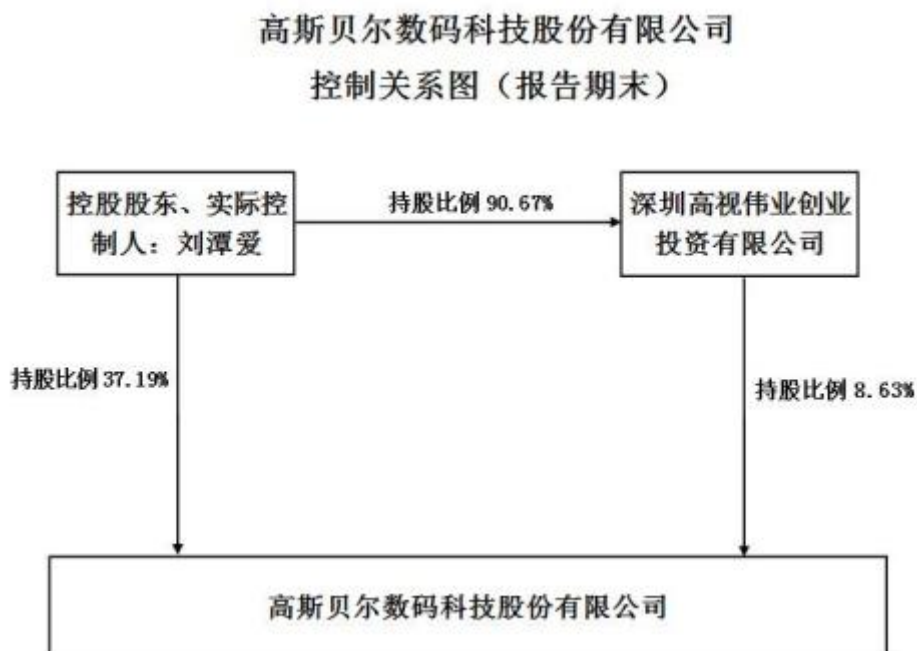 高斯贝尔数码科技股份有限公司
控制关系图（报告期末）
控股股东、实际控
制人：刘潭爱
持股比例 90.67%
深圳高视伟业创业
投资有限公司
持股比例 37.19%
持股比例 8.63%
高斯贝尔数码科技股份有限公司